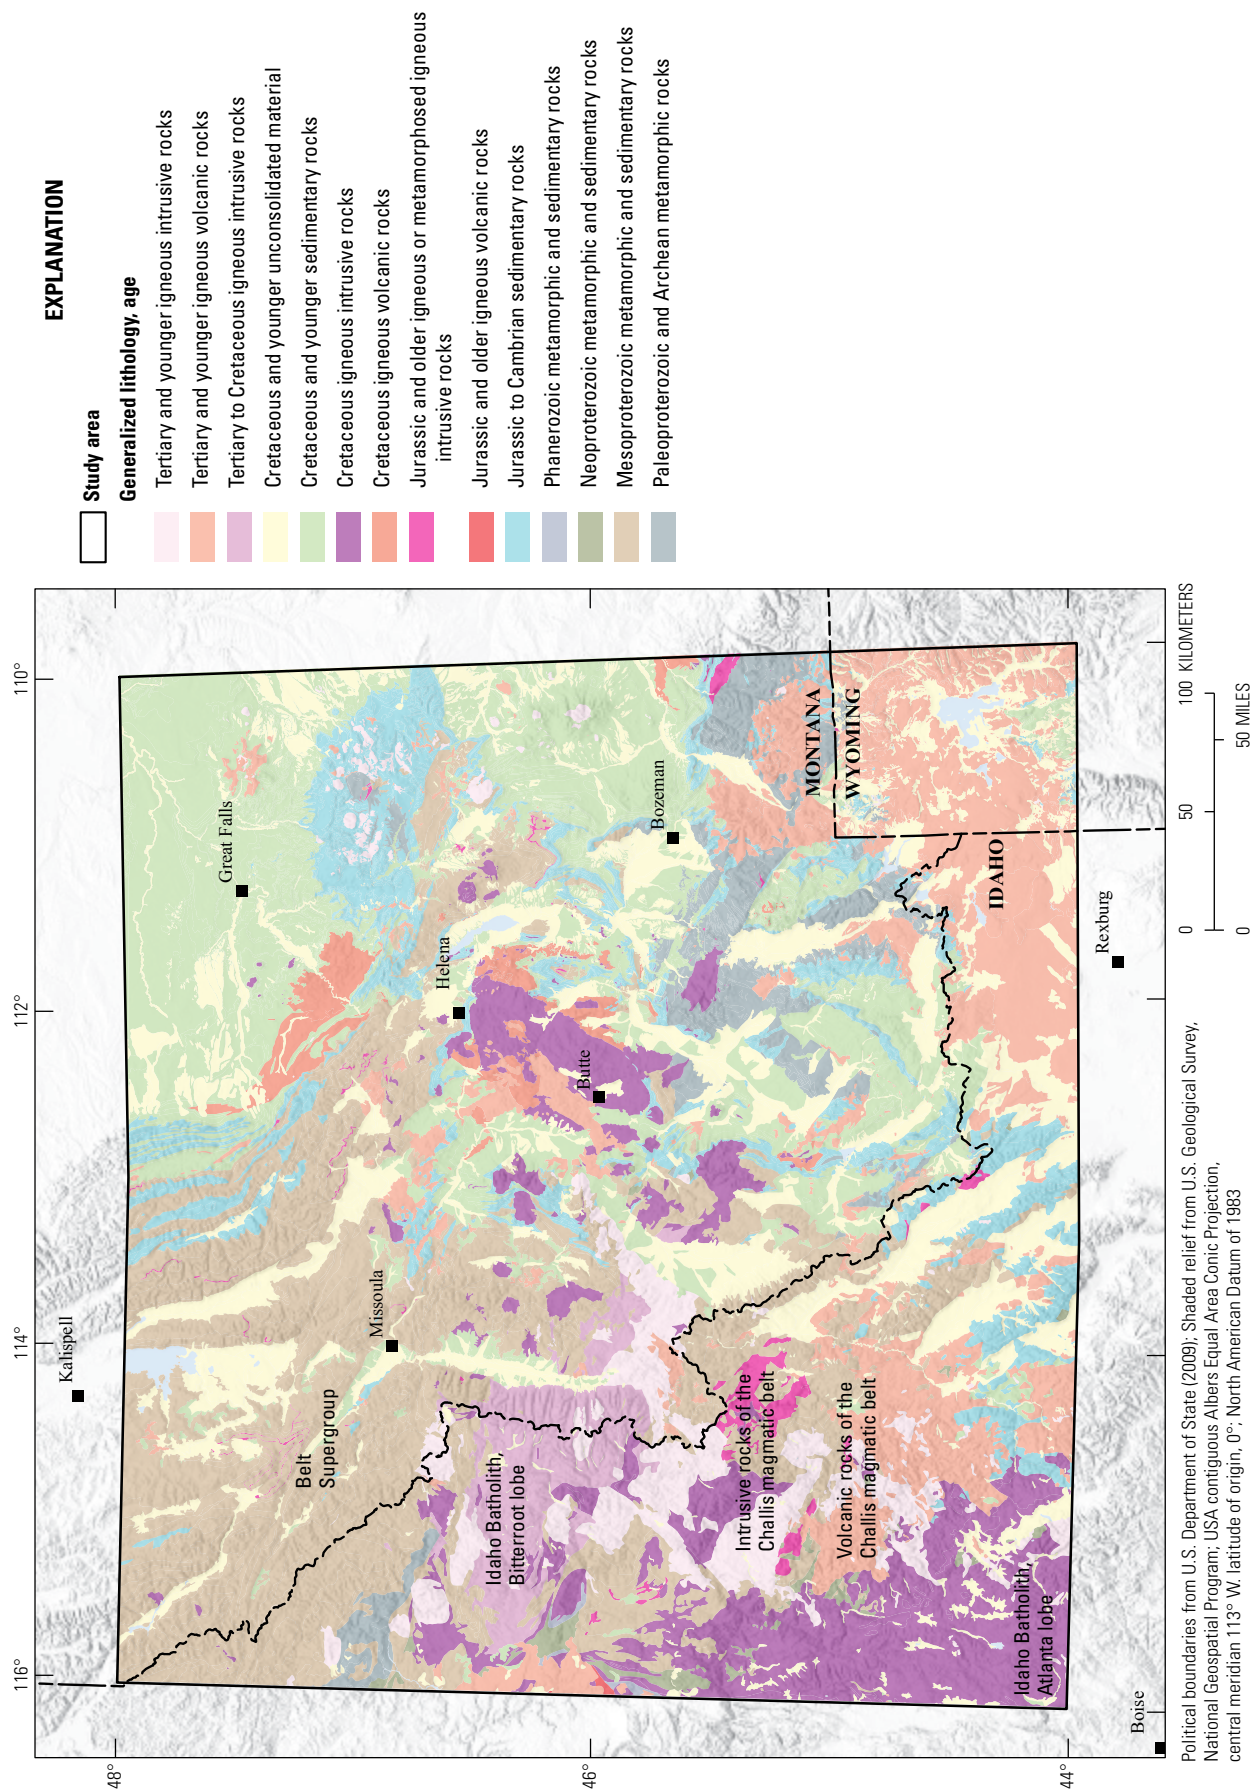 116°
114°
112°
110°
48°
46°
44°
Kalispell
Great Falls
Missoula
Belt
Supergroup
Helena
Idaho Batholith,
Bitterroot lobe
Butte
Bozeman
Intrusive rocks of the
Challis magmatic belt
Volcanic rocks of the
Challis magmatic belt
MONTANA
WYOMING
IDAHO
Idaho Batholith,
Atlanta lobe
Rexburg
Boise
0 50 100 KILOMETERS
0 50 MILES
Political boundaries from U.S. Department of State (2009); Shaded relief from U.S. Geological Survey,
National Geospatial Program; USA contiguous Albers Equal Area Conic Projection,
central meridian 113° W. latitude of origin, 0°; North American Datum of 1983
EXPLANATION
Study area
Generalized lithology, age
Tertiary and younger igneous intrusive rocks
Tertiary and younger igneous volcanic rocks
Tertiary to Cretaceous igneous intrusive rocks
Cretaceous and younger unconsolidated material
Cretaceous and younger sedimentary rocks
Cretaceous igneous intrusive rocks
Cretaceous igneous volcanic rocks
Jurassic and older igneous or metamorphosed igneous
intrusive rocks
Jurassic and older igneous volcanic rocks
Jurassic to Cambrian sedimentary rocks
Phanerozoic metamorphic and sedimentary rocks
Neoproterozoic metamorphic and sedimentary rocks
Mesoproterozoic metamorphic and sedimentary rocks
Paleoproterozoic and Archean metamorphic rocks